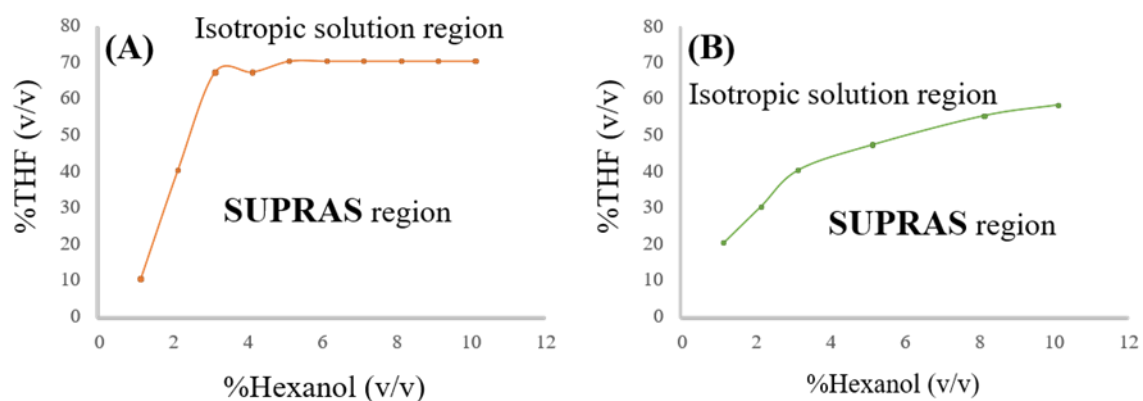 (A)
Isotropic solution region
SUPRAS region
%THF (v/v)
80
70
60
50
40
30
20
10
0
0 2 4 6 8 10 12
%Hexanol (v/v)
(B)
Isotropic solution region
SUPRAS region
%THF (v/v)
80
70
60
50
40
30
20
10
0
0 2 4 6 8 10 12
%Hexanol (v/v)